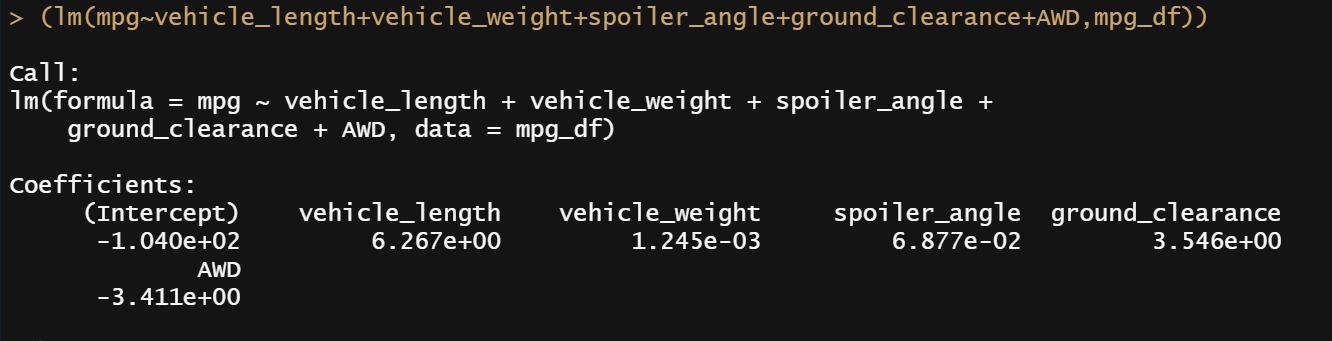 > (lm(mpg~vehicle_length+vehicle_weight+spoiler_angle+ground_clearance+AWD,mpg_df))
Call:
lm(formula = mpg ~ vehicle_length + vehicle_weight + spoiler_angle +
    ground_clearance + AWD, data = mpg_df)
Coefficients:
     (Intercept)    vehicle_length    vehicle_weight     spoiler_angle  ground_clearance
      -1.040e+02         6.267e+00         1.245e-03         6.877e-02         3.546e+00
             AWD
      -3.411e+00